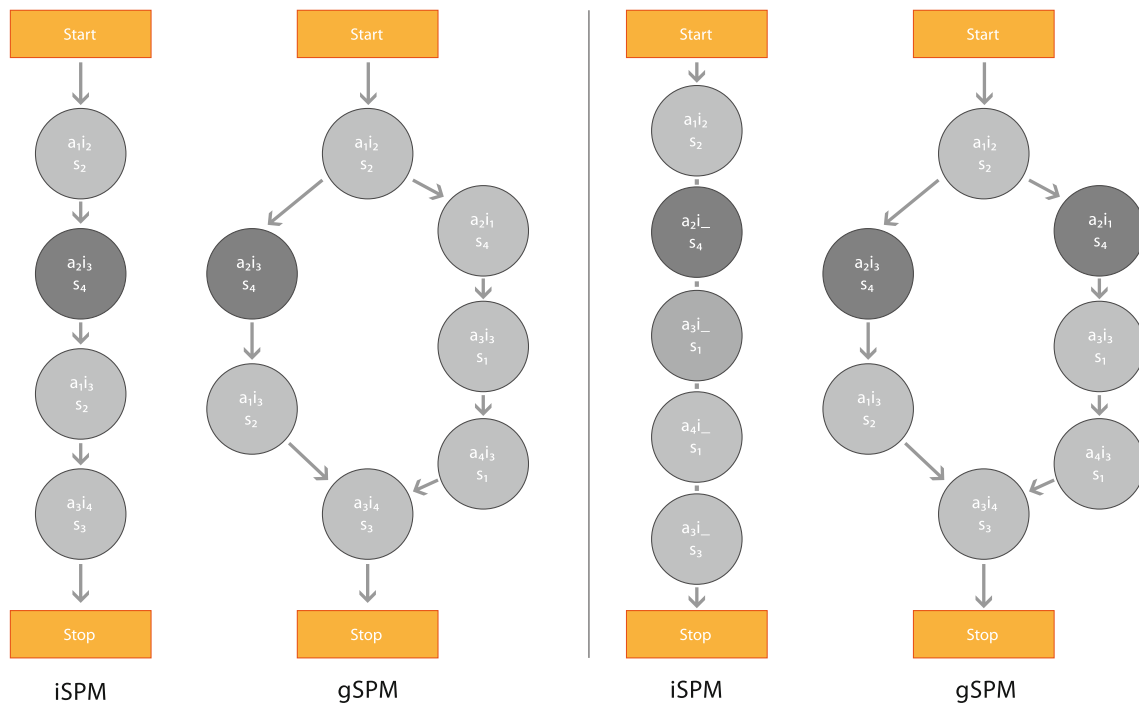 Start
Start
Start
Start
a₁i₂
s₂
a₂i₃
s₄
a₁i₃
s₂
a₃i₄
s₃
Stop
iSPM
a₁i₂
s₂
a₂i₃
s₄
a₁i₃
s₂
a₂i₁
s₄
a₃i₃
s₁
a₄i₃
s₁
a₃i₄
s₃
Stop
gSPM
a₁i₂
s₂
a₂i_
s₄
a₃i_
s₁
a₄i_
s₁
a₃i_
s₃
Stop
iSPM
a₁i₂
s₂
a₂i₃
s₄
a₁i₃
s₂
a₂i₁
s₄
a₃i₃
s₁
a₄i₃
s₁
a₃i₄
s₃
Stop
gSPM